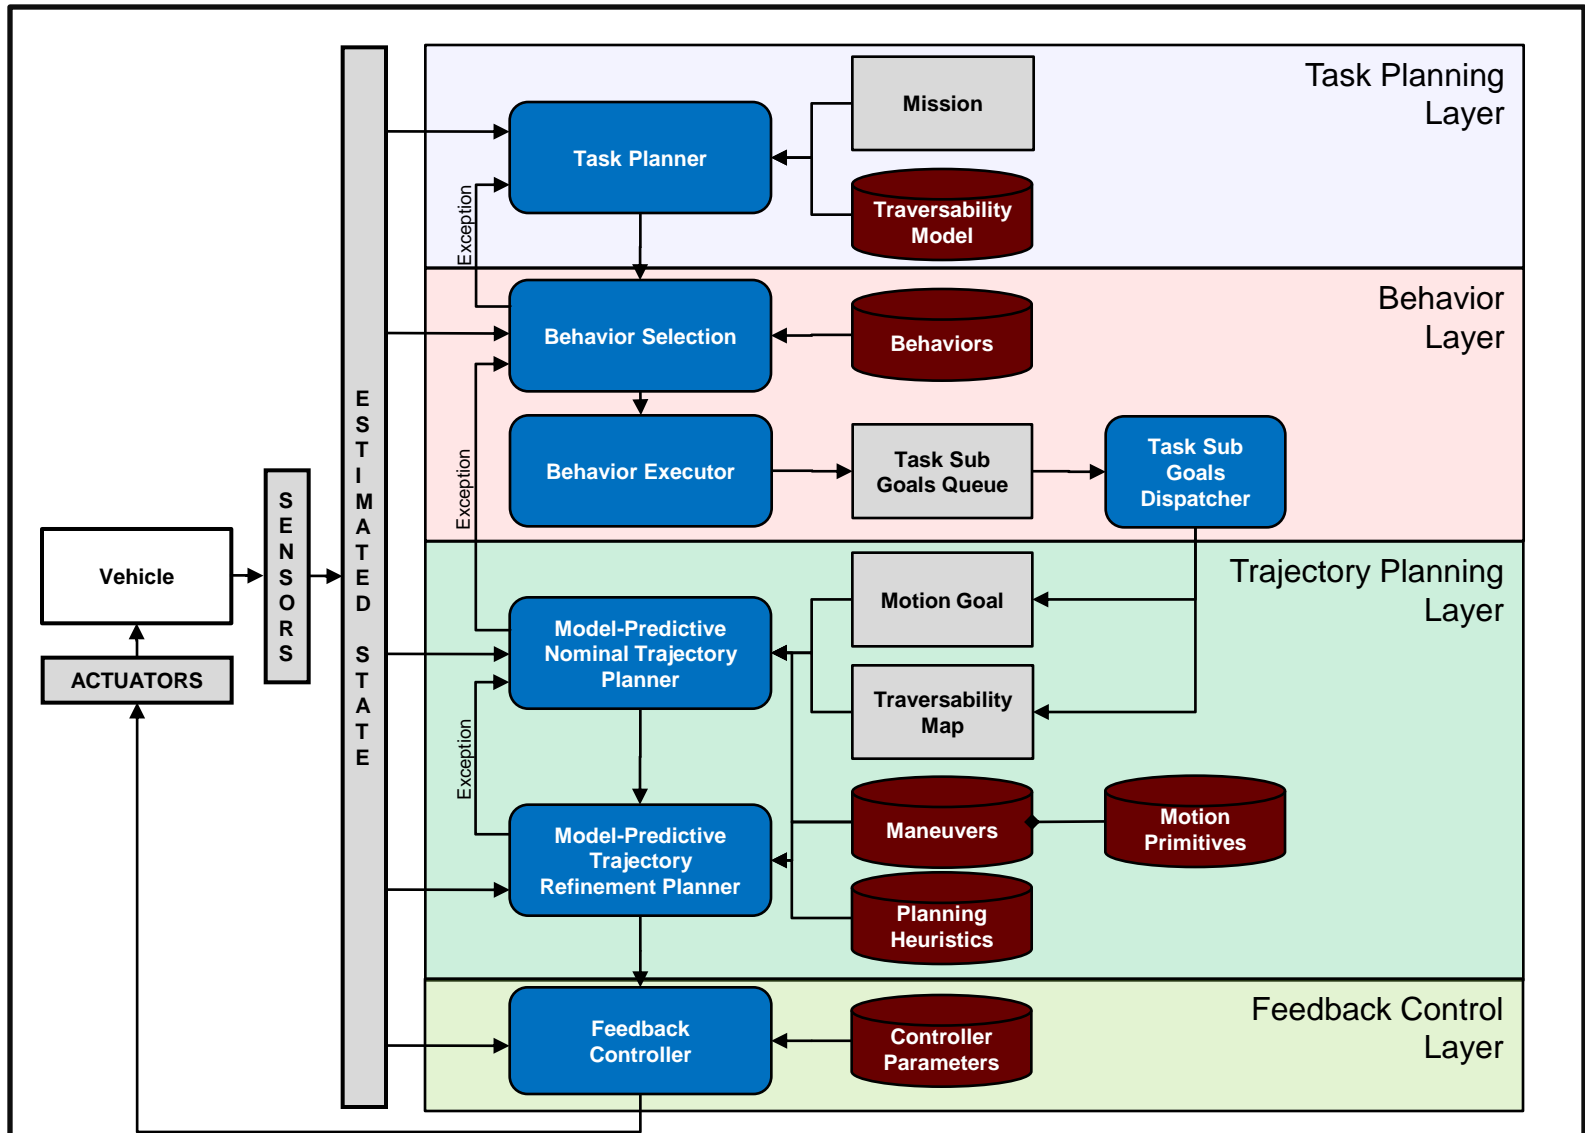 Task Planning
Layer
Mission
Task Planner
Exception
Traversability
Model
Behavior
Layer
Behavior Selection
Behaviors
ESTIMATED STATE
Exception
Behavior Executor
Task Sub
Goals Queue
Task Sub
Goals
Dispatcher
SENSORS
Vehicle
ACTUATORS
Trajectory Planning
Layer
Motion Goal
Model-Predictive
Nominal Trajectory
Planner
Traversability
Map
Exception
Maneuvers
Motion
Primitives
Model-Predictive
Trajectory
Refinement Planner
Planning
Heuristics
Feedback Control
Layer
Feedback
Controller
Controller
Parameters